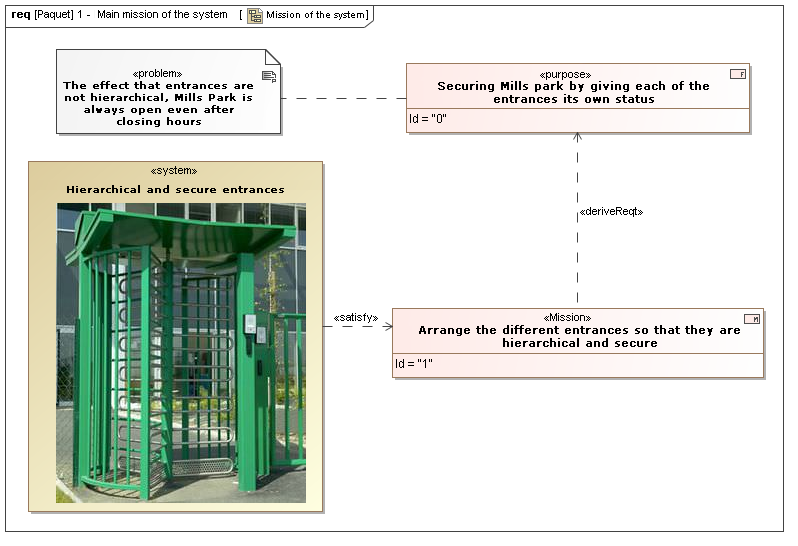 req [Paquet] 1 - Main mission of the system [ Mission of the system]
«problem»
The effect that entrances are
not hierarchical, Mills Park is
always open even after
closing hours
«purpose»
P
Securing Mills park by giving each of the
entrances its own status
Id = "0"
«system»
Hierarchical and secure entrances
«deriveReqt»
«satisfy»
«Mission»
M
Arrange the different entrances so that they are
hierarchical and secure
Id = "1"